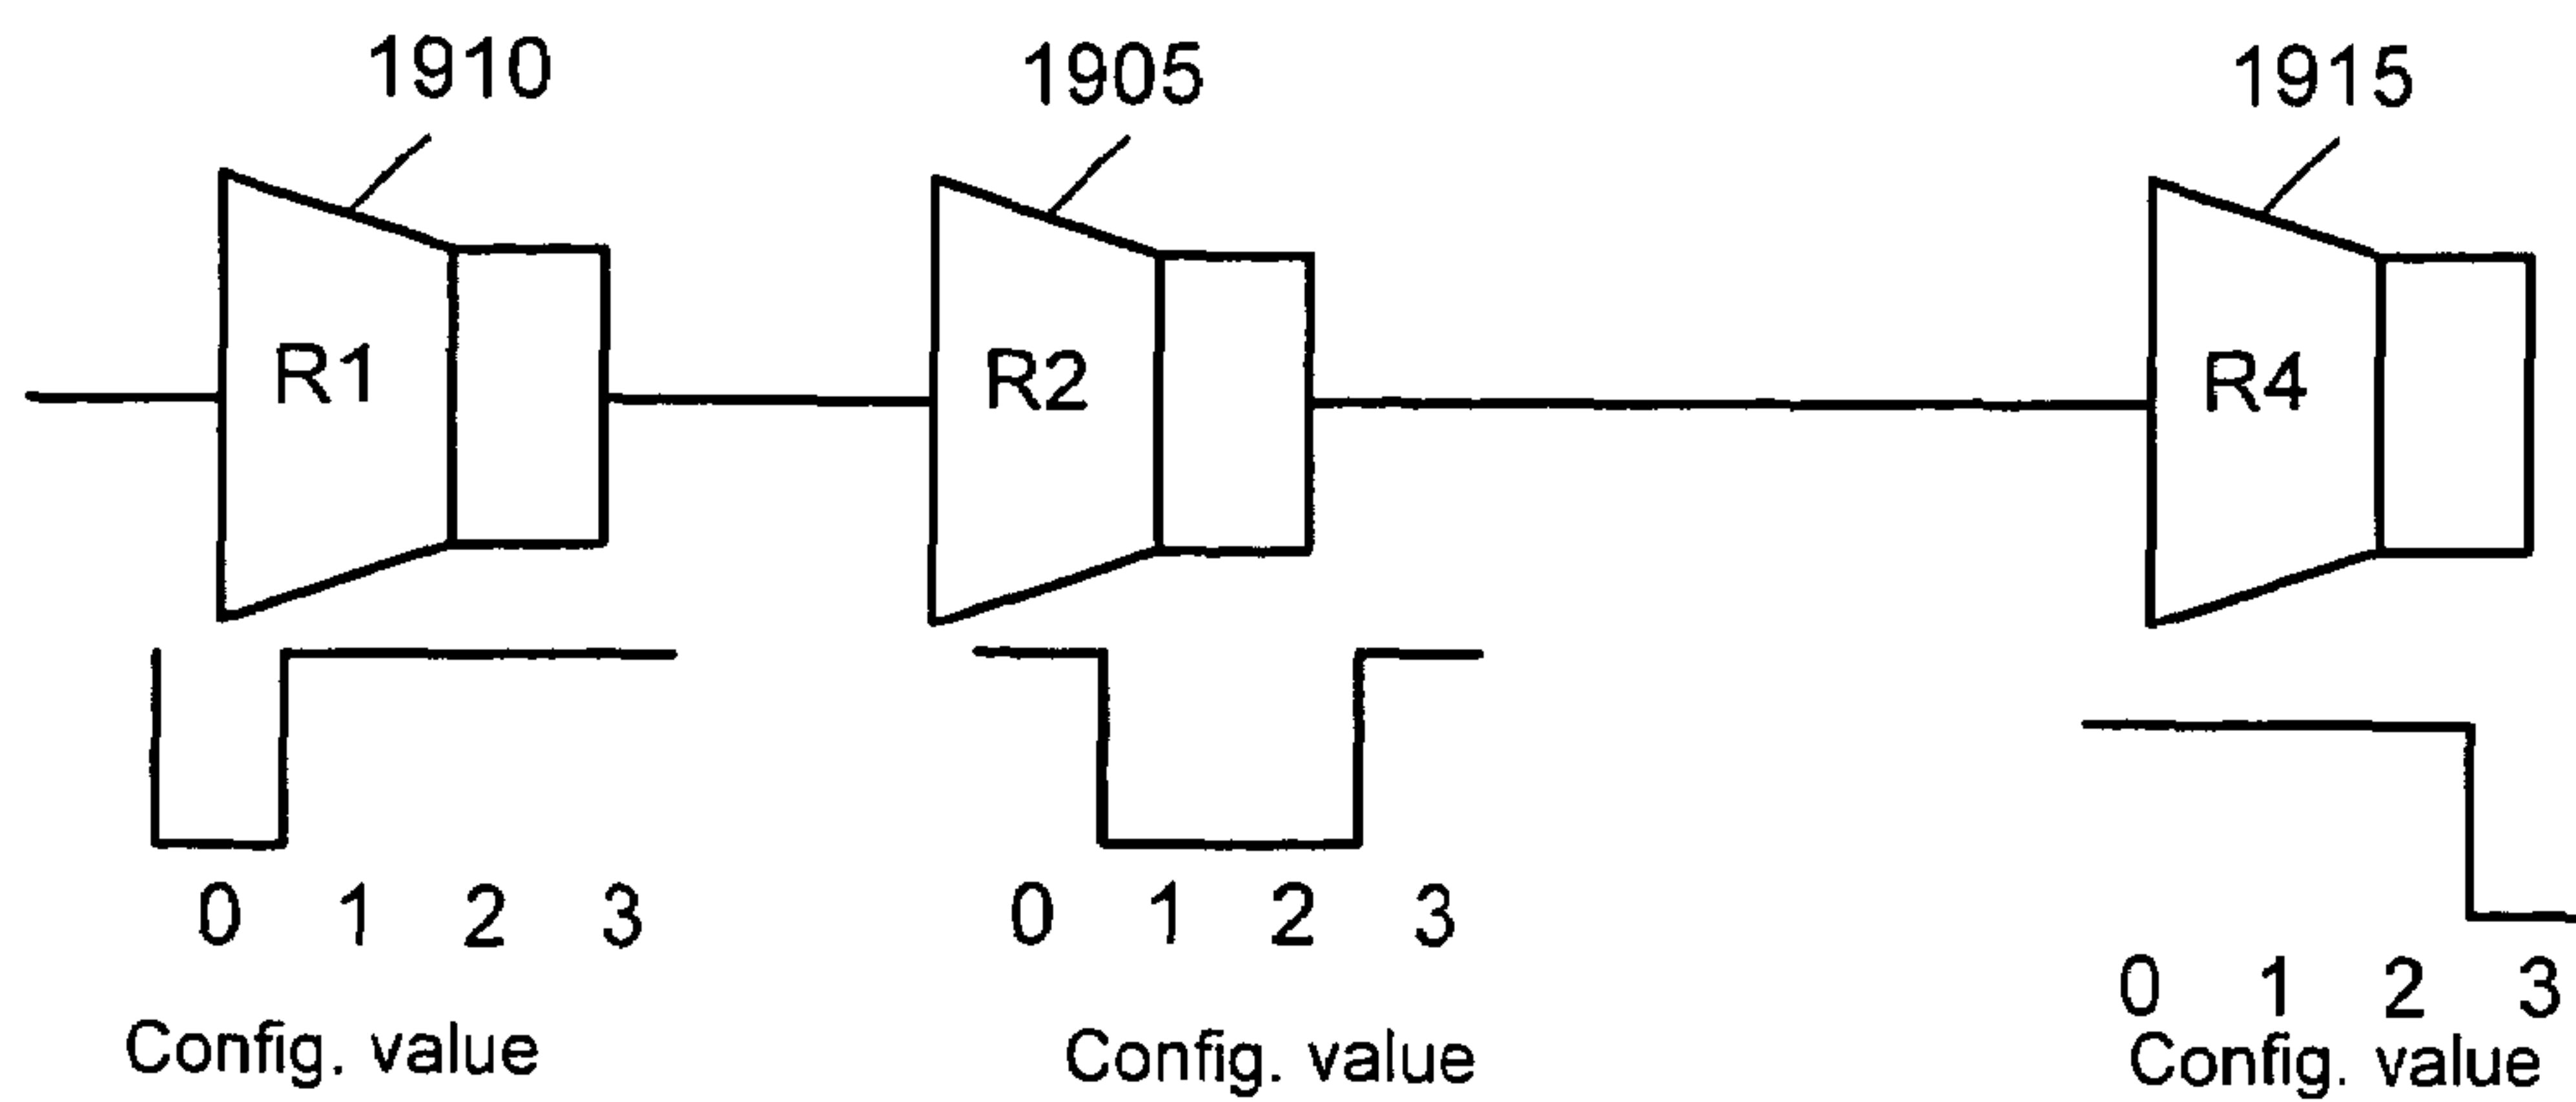 1910 1905 1915
R1 R2 R4
0 1 2 3 0 1 2 3
0 1 2 3
Config. value Config. value Config. value